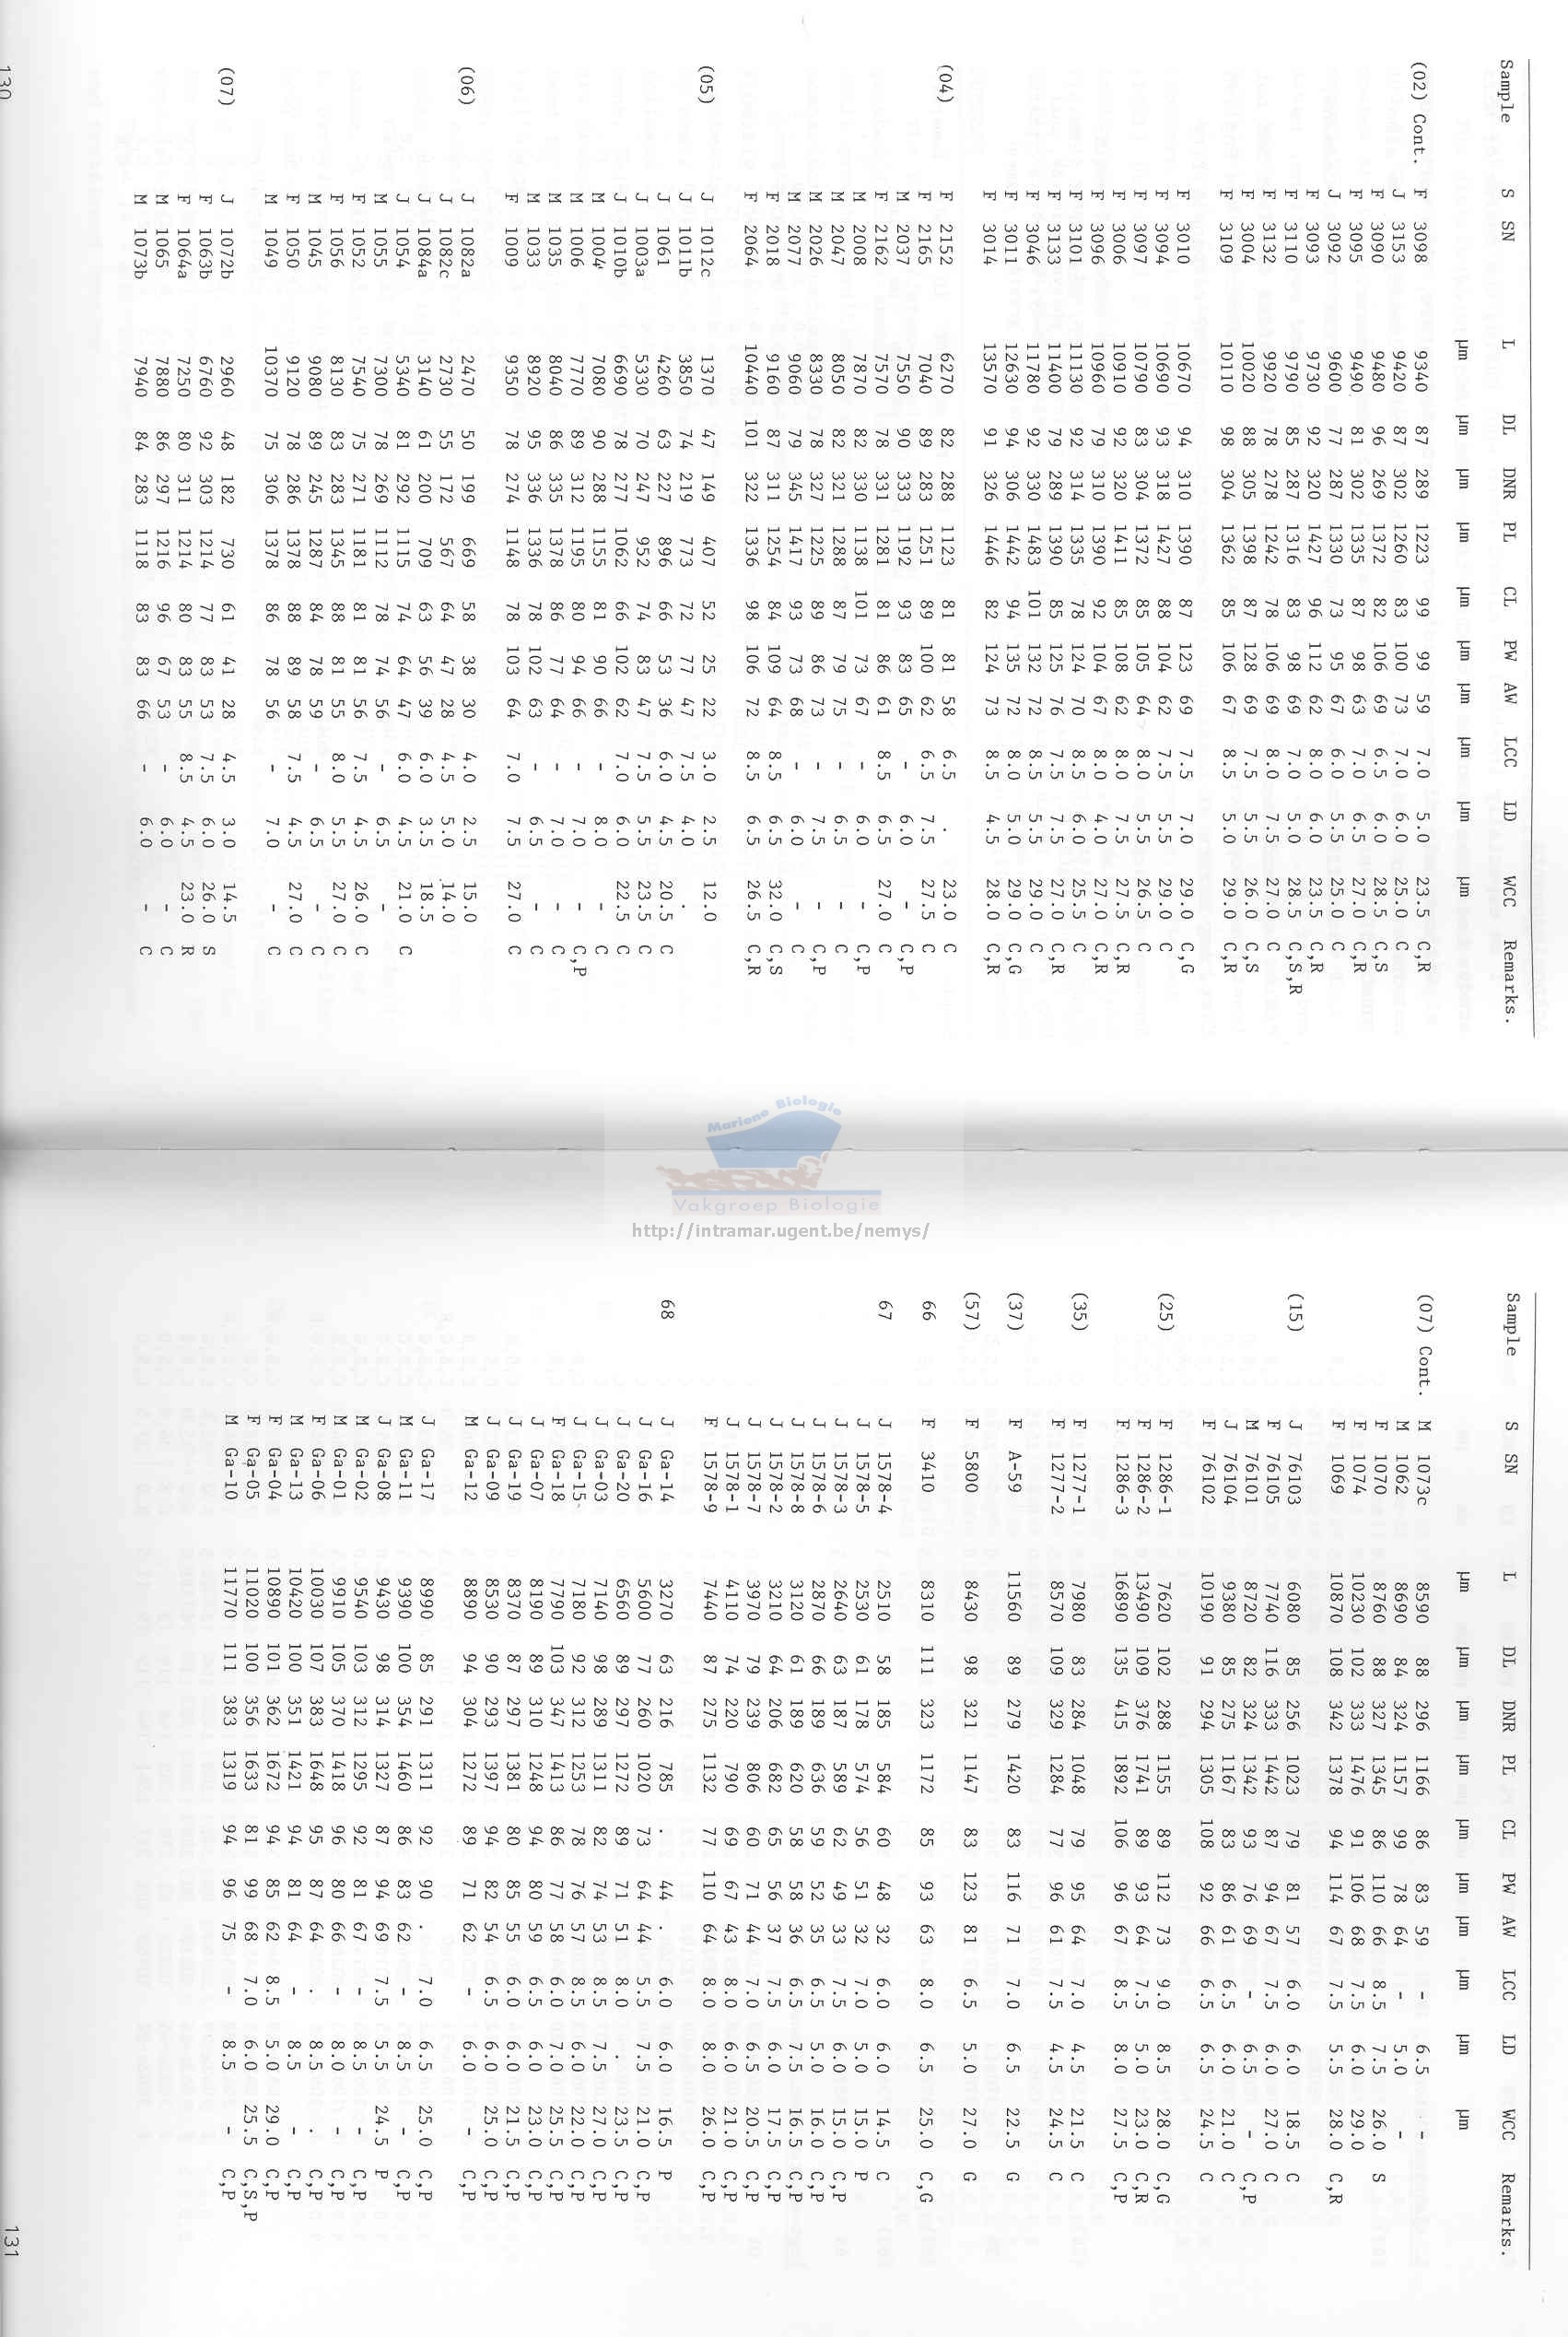 Sample S SN L DL DNR PL CL PW AW LCC LD WCC Remarks.
µm µm µm µm µm µm µm µm µm µm
(02) Cont. F 3098 9340 87 289 1223 99 99 59 7.0 5.0 23.5 C,R
J 3153 9420 87 302 1260 83 100 73 7.0 6.0 25.0 C
F 3090 9480 96 269 1372 82 106 69 6.5 6.0 28.5 C,S
F 3095 9490 81 302 1335 87 98 63 7.0 6.5 27.0 C,R
J 3092 9600 77 287 1330 73 95 67 6.0 5.5 25.0 C
F 3093 9730 92 320 1427 96 112 62 8.0 6.0 23.5 C,R
F 3110 9790 85 287 1316 83 98 69 7.0 5.0 28.5 C,S,R
F 3132 9920 78 278 1242 78 106 69 8.0 7.5 27.0 C
F 3004 10020 88 305 1398 87 128 69 7.5 5.5 26.0 C,S
F 3109 10110 98 304 1362 85 106 67 8.5 5.0 29.0 C,R
F 3010 10670 94 310 1390 87 123 69 7.5 7.0 29.0 C,G
F 3094 10690 93 318 1427 88 104 62 7.5 5.5 29.0 C
F 3097 10790 83 304 1372 85 105 64 8.0 5.5 26.5 C
F 3006 10910 92 320 1411 85 108 62 8.0 7.5 27.5 C,R
F 3096 10960 79 310 1390 92 104 67 8.0 4.0 27.0 C,R
F 3101 11130 92 314 1335 78 124 70 8.5 6.0 25.5 C
F 3133 11400 79 289 1390 85 125 76 7.5 7.5 27.0 C,R
F 3046 11780 92 330 1483 101 132 72 8.5 5.5 29.0 C
F 3011 12630 94 306 1442 94 135 72 8.0 5.0 29.0 C,G
F 3014 13570 91 326 1446 82 124 73 8.5 4.5 28.0 C,R
(04) F 2152 6270 82 288 1123 81 81 58 6.5 . 23.0 C
F 2165 7040 89 283 1251 89 100 62 6.5 7.5 27.5 C
M 2037 7550 90 333 1192 93 83 65 - 6.0 - C,P
F 2162 7570 78 331 1281 81 86 61 8.5 6.5 27.0 C
M 2008 7870 82 330 1138 101 73 67 - 6.0 - C,P
M 2047 8050 82 321 1288 87 79 75 - 6.5 - C
M 2026 8330 78 327 1225 89 86 73 - 7.5 - C,P
M 2077 9060 79 345 1417 93 73 68 - 6.0 - C
F 2018 9160 87 311 1254 84 109 64 8.5 6.5 32.0 C,S
F 2064 10440 101 322 1336 98 106 72 8.5 6.5 26.5 C,R
(05) J 1012c 1370 47 149 407 52 25 22 3.0 2.5 12.0
J 1011b 3850 74 219 773 72 77 47 7.5 4.0 .
J 1061 4260 63 227 896 66 53 36 6.0 4.5 20.5 C
J 1003a 5330 70 247 952 74 83 47 7.5 5.5 23.5 C
J 1010b 6690 78 277 1062 66 102 62 7.0 6.0 22.5 C
M 1004 7080 90 288 1155 81 90 66 - 8.0 - C
M 1006 7770 89 312 1195 80 94 66 - 7.0 - C,P
M 1035 8040 86 335 1378 86 77 64 - 7.0 - C
M 1033 8920 95 336 1336 78 102 63 - 6.5 - C
F 1009 9350 78 274 1148 78 103 64 7.0 7.5 27.0 C
(06) J 1082a 2470 50 199 669 58 38 30 4.0 2.5 15.0
J 1082c 2730 55 172 567 64 47 28 4.5 5.0 14.0
J 1084a 3140 61 200 709 63 56 39 6.0 3.5 18.5
J 1054 5340 81 292 1115 74 64 47 6.0 4.5 21.0 C
M 1055 7300 78 269 1112 78 74 56 - 6.5 -
F 1052 7540 75 271 1181 81 81 56 7.5 4.5 26.0 C
F 1056 8130 83 283 1345 88 81 55 8.0 5.5 27.0 C
M 1045 9080 89 245 1287 84 78 59 - 6.5 - C
F 1050 9120 78 286 1378 88 89 58 7.5 4.5 27.0 C
M 1049 10370 75 306 1378 86 78 56 - 7.0 - C
(07) J 1072b 2960 48 182 730 61 41 28 4.5 3.0 14.5
F 1063b 6760 92 303 1214 77 83 53 7.5 6.0 26.0 S
F 1064a 7250 80 311 1214 80 83 55 8.5 4.5 23.0 R
M 1065 7880 86 297 1216 96 67 53 - 6.0 - C
M 1073b 7940 84 283 1118 83 83 66 - 6.0 - C
130
Mariene Biologie
Vakgroep Biologie
http://intramar.ugent.be/nemys/
Sample S SN L DL DNR PL CL PW AW LCC LD WCC Remarks.
µm µm µm µm µm µm µm µm µm µm
(07) Cont. M 1073c 8590 88 296 1166 86 83 59 - 6.5 -
M 1062 8690 84 324 1157 99 78 64 - 5.0 -
F 1070 8760 88 327 1345 86 110 66 8.5 7.5 26.0 S
F 1074 10230 102 333 1476 91 106 68 7.5 6.0 29.0
F 1069 10870 108 342 1378 94 114 67 7.5 5.5 28.0 C,R
(15) J 76103 6080 85 256 1023 79 81 57 6.0 6.0 18.5 C
F 76105 7740 116 333 1442 87 94 67 7.5 6.0 27.0 C
M 76101 8720 82 324 1342 93 76 69 - 6.5 - C,P
J 76104 9380 85 275 1167 83 86 61 6.5 6.0 21.0 C
F 76102 10190 91 294 1305 108 92 66 6.5 6.5 24.5 C
(25) F 1286-1 7620 102 288 1155 89 112 73 9.0 8.5 28.0 C,G
F 1286-2 13490 109 376 1741 89 93 64 7.5 5.0 23.0 C,R
F 1286-3 16890 135 415 1892 106 96 67 8.5 8.0 27.5 C,P
(35) F 1277-1 7980 83 284 1048 79 95 64 7.0 4.5 21.5 C
F 1277-2 8570 109 329 1284 77 96 61 7.5 4.5 24.5 C
(37) F A-59 11560 89 279 1420 83 116 71 7.0 6.5 22.5 G
(57) F 5800 8430 98 321 1147 83 123 81 6.5 5.0 27.0 G
66 F 3410 8310 111 323 1172 85 93 63 8.0 6.5 25.0 C,G
67 J 1578-4 2510 58 185 584 60 48 32 6.0 6.0 14.5 C
J 1578-5 2530 61 178 574 56 51 32 7.0 5.0 15.0 P
J 1578-3 2640 63 187 589 62 49 33 7.5 6.0 15.0 C,P
J 1578-6 2870 66 189 636 59 52 35 6.5 5.0 16.0 C,P
J 1578-8 3120 61 189 620 58 58 36 6.5 7.5 16.5 C,P
J 1578-2 3210 64 206 682 65 56 37 7.5 6.0 17.5 C,P
J 1578-7 3970 79 239 806 60 71 44 7.0 6.5 20.5 C,P
J 1578-1 4110 74 220 790 69 67 43 8.0 6.0 21.0 C,P
F 1578-9 7440 87 275 1132 77 110 64 8.0 8.0 26.0 C,P
68 J Ga-14 3270 63 216 785 . 44 . 6.0 6.0 16.5 P
J Ga-16 5600 77 260 1020 73 64 44 5.5 7.5 21.0 C,P
J Ga-20 6560 89 297 1272 89 71 51 8.0 . 23.5 C,P
J Ga-03 7140 98 289 1311 82 74 53 8.5 7.5 27.0 C,P
J Ga-15 7180 92 312 1253 78 76 57 8.5 6.0 22.0 C,P
F Ga-18 7790 103 347 1413 86 77 58 6.0 7.0 25.5 C,P
J Ga-07 8190 89 310 1248 94 80 59 6.5 6.0 23.0 C,P
J Ga-19 8370 87 297 1381 80 85 55 6.0 6.0 21.5 C,P
J Ga-09 8530 90 293 1397 94 82 54 6.5 6.0 25.0 C,P
M Ga-12 8890 94 304 1272 89 71 62 - 6.0 - C,P
J Ga-17 8990 85 291 1311 92 90 . 7.0 6.5 25.0 C,P
M Ga-11 9390 100 354 1460 86 83 62 - 8.5 - C,P
J Ga-08 9430 98 314 1327 87 94 69 7.5 5.5 24.5 P
M Ga-02 9540 103 312 1295 92 81 67 - 8.5 - C,P
M Ga-01 9910 105 370 1418 96 80 66 - 8.0 - C,P
F Ga-06 10030 107 383 1648 95 87 64 . 8.5 . C,P
M Ga-13 10420 100 351 1421 94 81 64 - 8.5 - C,P
F Ga-04 10890 101 362 1672 94 85 62 8.5 5.0 29.0 C,P
F Ga-05 11020 100 356 1633 81 99 68 7.0 6.0 25.5 C,S,P
M Ga-10 11770 111 383 1319 94 96 75 - 8.5 - C,P
131